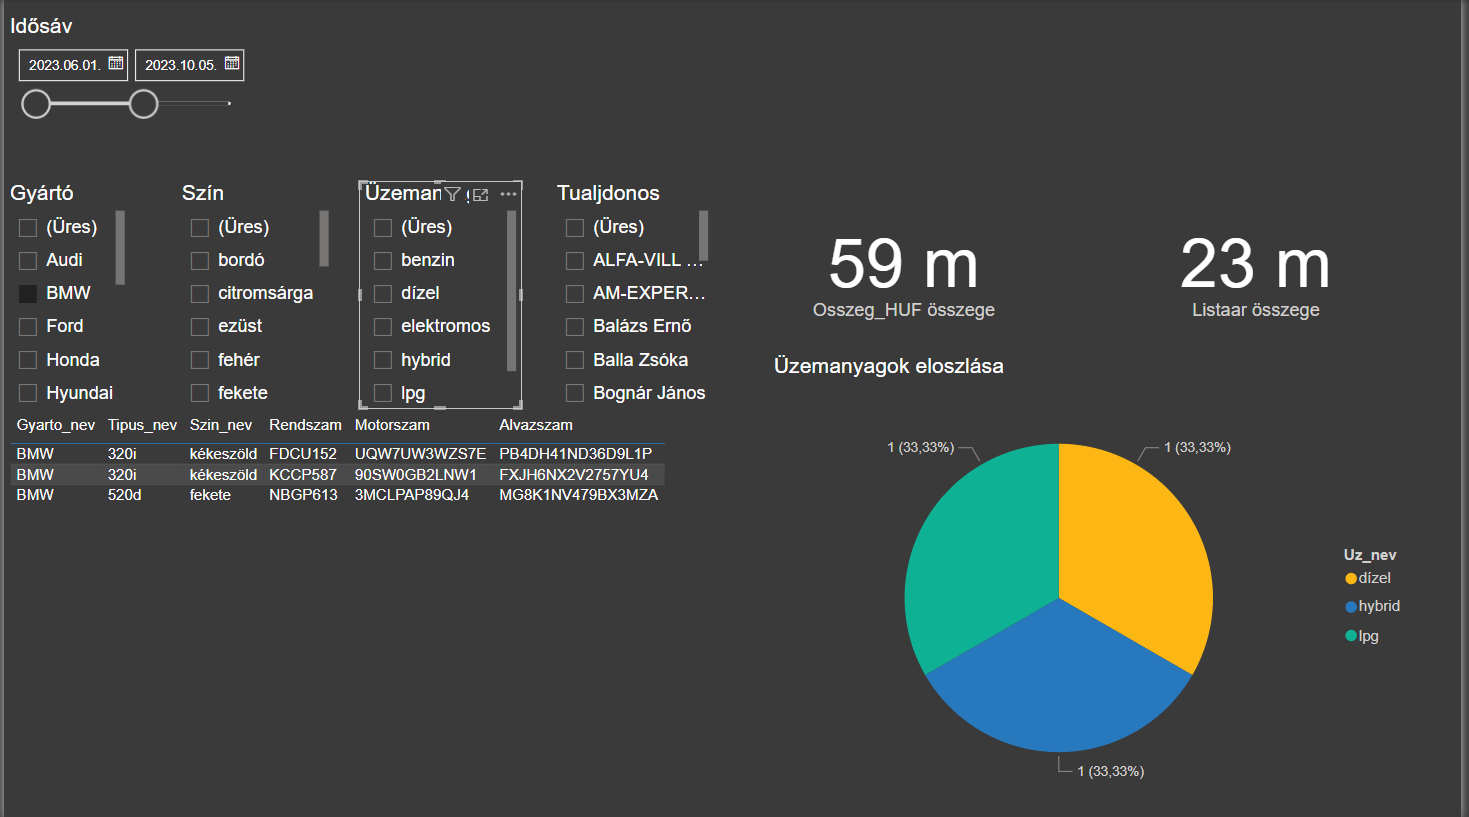 Idősáv
2023.06.01. 2023.10.05.
Gyártó
(Üres)
Audi
BMW
Ford
Honda
Hyundai
Szín
(Üres)
bordó
citromsárga
ezüst
fehér
fekete
Üzeman
(Üres)
benzin
dízel
elektromos
hybrid
lpg
Tualjdonos
(Üres)
ALFA-VILL ...
AM-EXPER...
Balázs Ernő
Balla Zsóka
Bognár János
59 m
Osszeg_HUF összege
23 m
Listaar összege
Gyarto_nev Tipus_nev Szin_nev Rendszam Motorszam Alvazszam
BMW 320i kékeszöld FDCU152 UQW7UW3WZS7E PB4DH41ND36D9L1P
BMW 320i kékeszöld KCCP587 90SW0GB2LNW1 FXJH6NX2V2757YU4
BMW 520d fekete NBGP613 3MCLPAP89QJ4 MG8K1NV479BX3MZA
Üzemanyagok eloszlása
1 (33,33%)
1 (33,33%)
1 (33,33%)
Uz_nev
dízel
hybrid
lpg